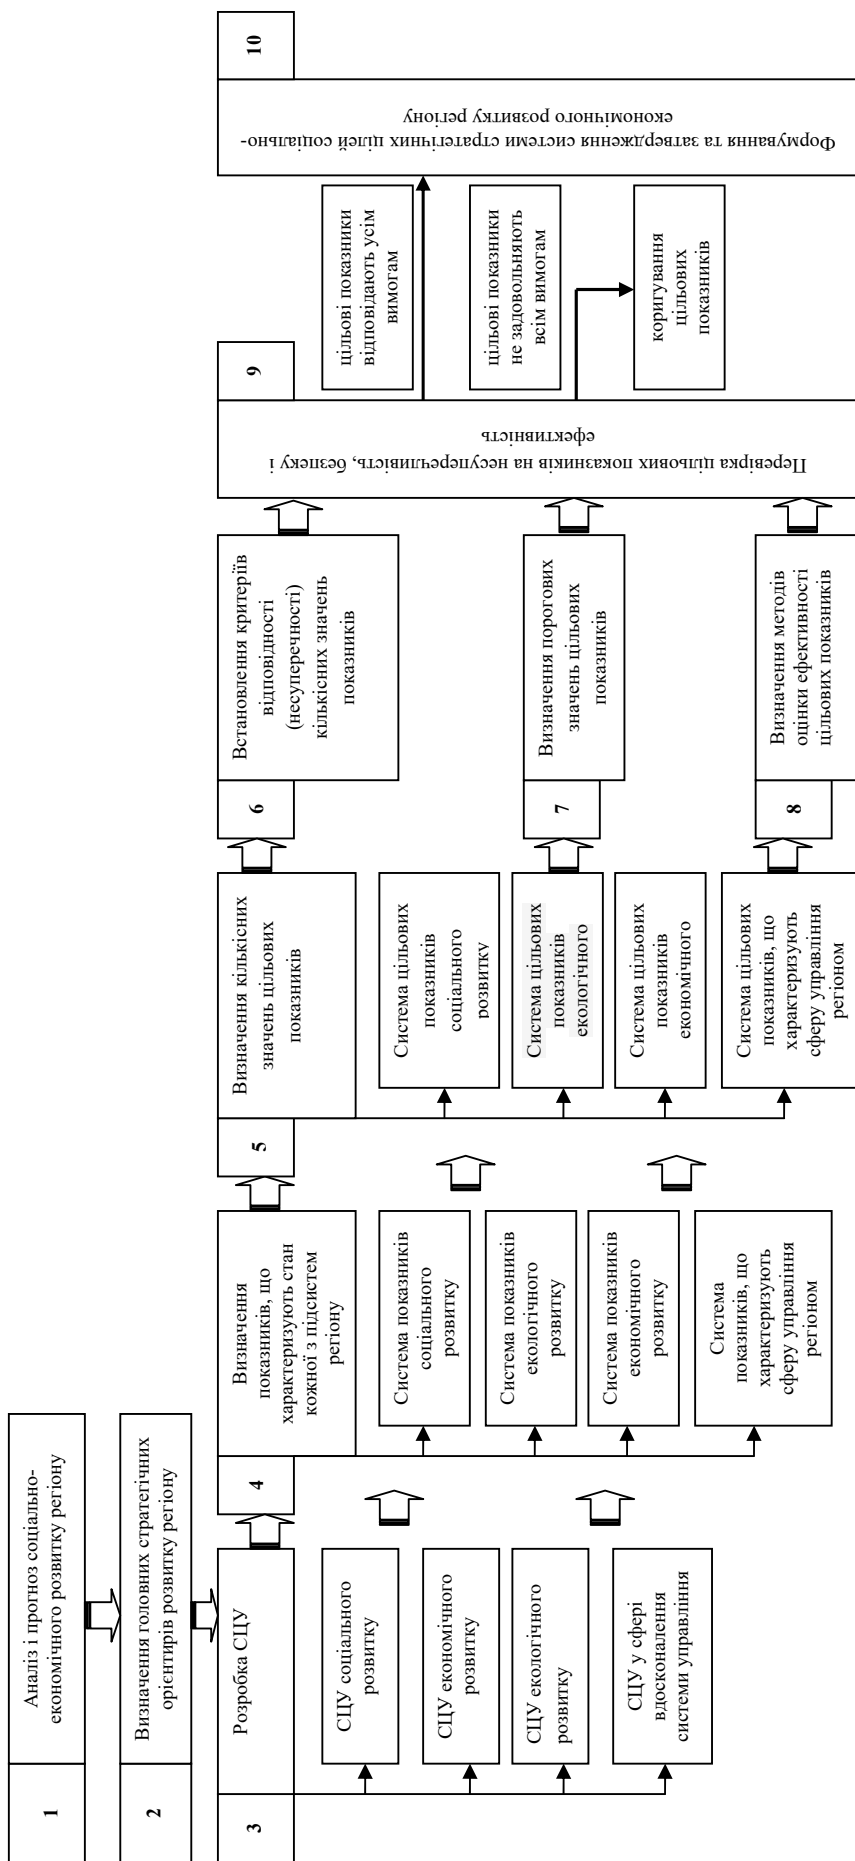 1
Аналіз і прогноз соціально-
економічного розвитку регіону
2
Визначення головних стратегічних
орієнтирів розвитку регіону
3
Розробка СЦУ
СЦУ соціального
розвитку
СЦУ економічного
розвитку
СЦУ екологічного
розвитку
СЦУ у сфері
вдосконалення
системи управління
4
Визначення
показників, що
характеризують стан
кожної з підсистем
регіону
Система показників
соціального
розвитку
Система показників
екологічного
розвитку
Система показників
економічного
розвитку
Система
показників, що
характеризують
сферу управління
регіоном
5
Визначення кількісних
значень цільових
показників
Система цільових
показників
соціального
розвитку
Система цільових
показників
екологічного
Система цільових
показників
економічного
Система цільових
показників, що
характеризують
сферу управління
регіоном
6
Встановлення критеріїв
відповідності
(несуперечності)
кількісних значень
показників
7
Визначення порогових
значень цільових
показників
8
Визначення методів
оцінки ефективності
цільових показників
9
Перевірка цільових показників на несуперечливість, безпеку і
ефективність
цільові показники
відповідають усім
вимогам
цільові показники
не задовольняють
всім вимогам
коригування
цільових
показників
10
Формування та затвердження системи стратегічних цілей соціально-
економічного розвитку регіону